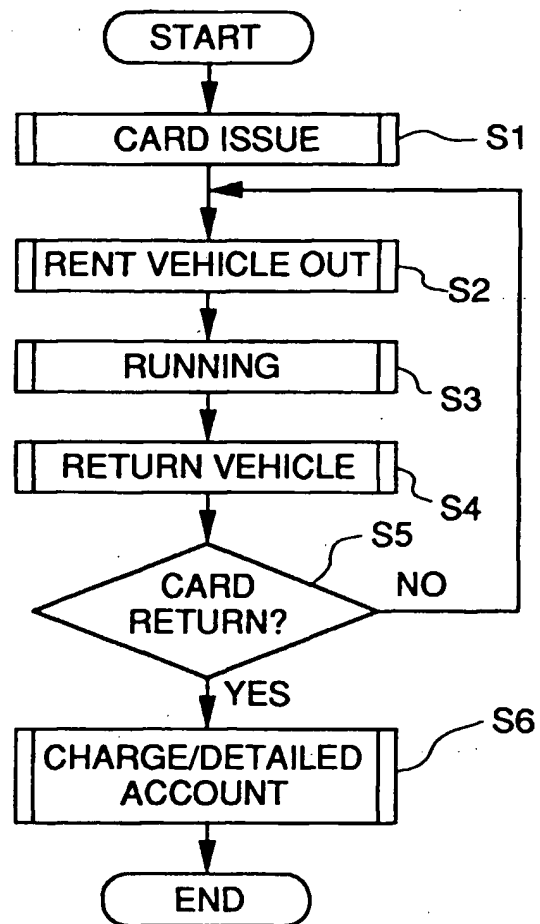 START
CARD ISSUE
S1
RENT VEHICLE OUT
S2
RUNNING
S3
RETURN VEHICLE
S4
S5
CARD
RETURN?
NO
YES
CHARGE/DETAILED
ACCOUNT
S6
END